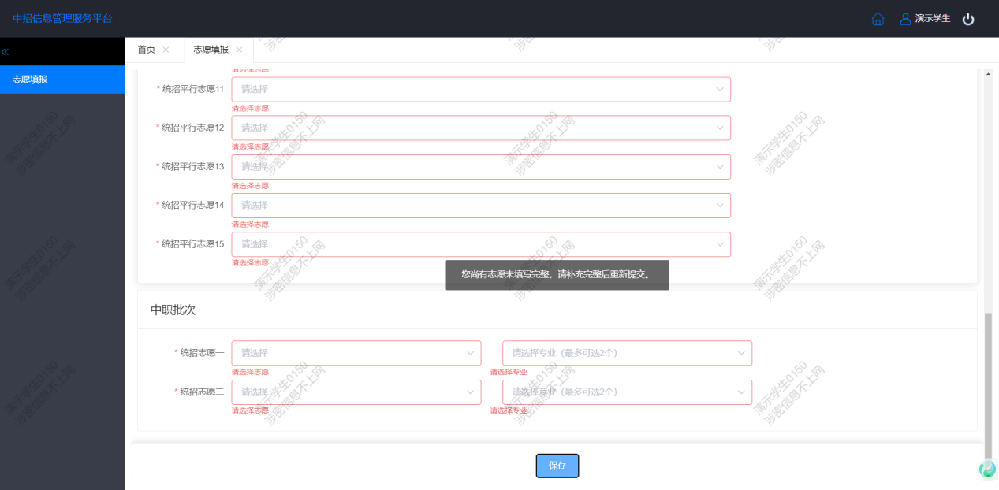 中招信息管理服务平台
演示学生
首页
志愿填报
志愿填报
请选择志愿
* 统招平行志愿11
请选择
请选择志愿
* 统招平行志愿12
请选择
请选择志愿
* 统招平行志愿13
请选择
请选择志愿
* 统招平行志愿14
请选择
请选择志愿
* 统招平行志愿15
请选择
请选择志愿
您尚有志愿未填写完整，请补充完整后重新提交。
中职批次
* 统招志愿一
请选择
请选择专业（最多可选2个）
请选择志愿
请选择专业
* 统招志愿二
请选择
请选择专业（最多可选2个）
请选择志愿
请选择专业
保存
演示学生0150
涉密信息不上网